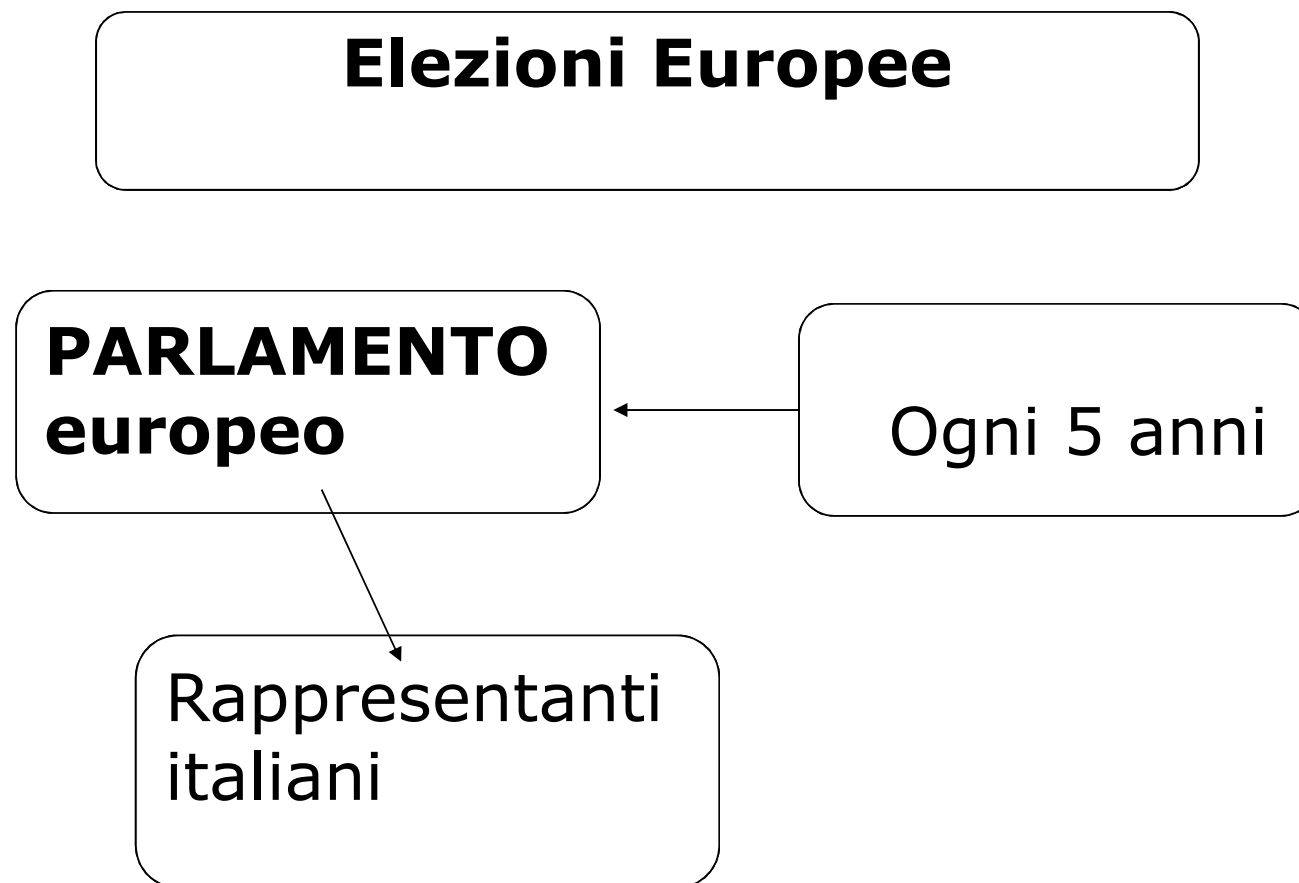 Elezioni Europee
PARLAMENTO
europeo
Ogni 5 anni
Rappresentanti
italiani